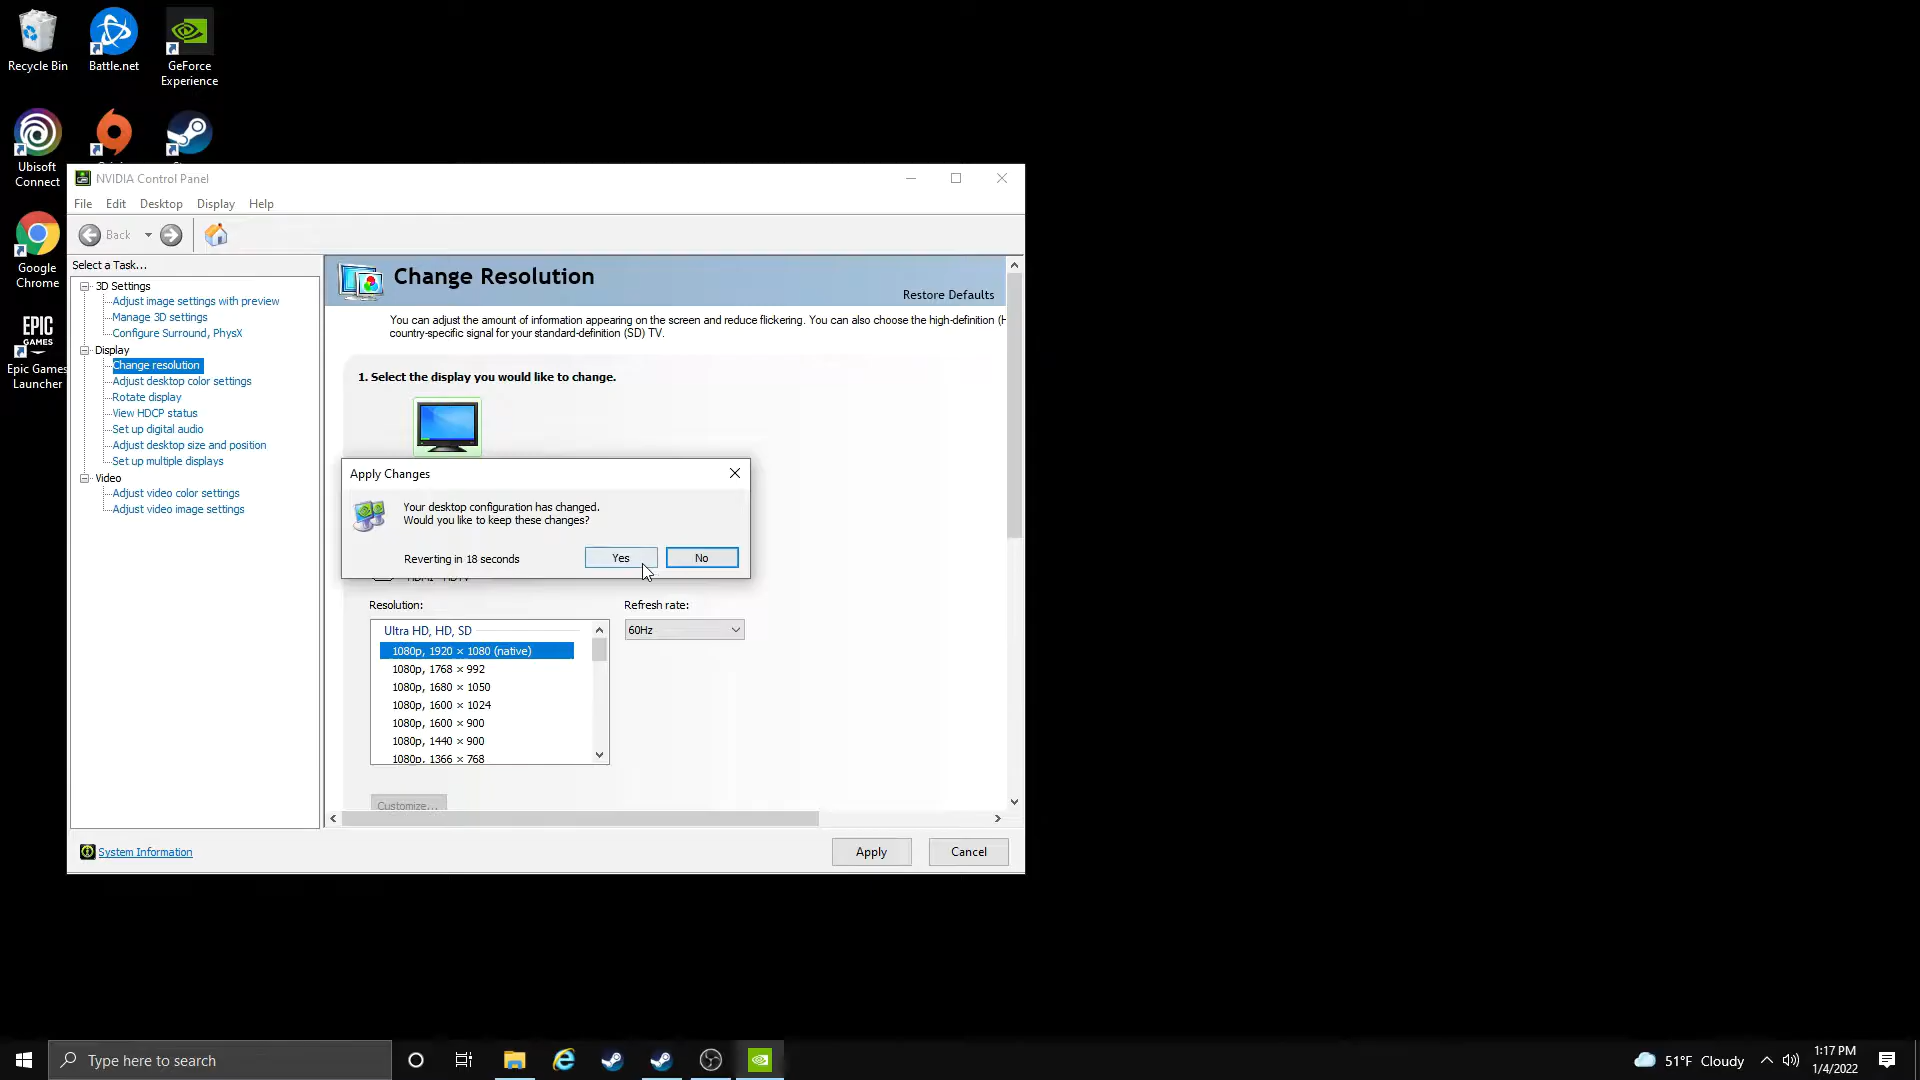 Recycle Bin
Battle.net
GeForce
Experience
Ubisoft
Connect
Google
Chrome
EPIC
GAMES
Epic Games
Launcher
NVIDIA Control Panel
File Edit Desktop Display Help
Back
Select a Task...
3D Settings
Adjust image settings with preview
Manage 3D settings
Configure Surround, PhysX
Display
Change resolution
Adjust desktop color settings
Rotate display
View HDCP status
Set up digital audio
Adjust desktop size and position
Set up multiple displays
Video
Adjust video color settings
Adjust video image settings
System Information
Change Resolution
Restore Defaults
You can adjust the amount of information appearing on the screen and reduce flickering. You can also choose the high-definition (H
country-specific signal for your standard-definition (SD) TV.
1. Select the display you would like to change.
Apply Changes
Your desktop configuration has changed.
Would you like to keep these changes?
Reverting in 18 seconds
Yes
No
Resolution:
Refresh rate:
Ultra HD, HD, SD
60Hz
1080p, 1920 × 1080 (native)
1080p, 1768 × 992
1080p, 1680 × 1050
1080p, 1600 × 1024
1080p, 1600 × 900
1080p, 1440 × 900
1080p, 1366 × 768
Customize...
Apply
Cancel
Type here to search
51°F Cloudy
1:17 PM
1/4/2022